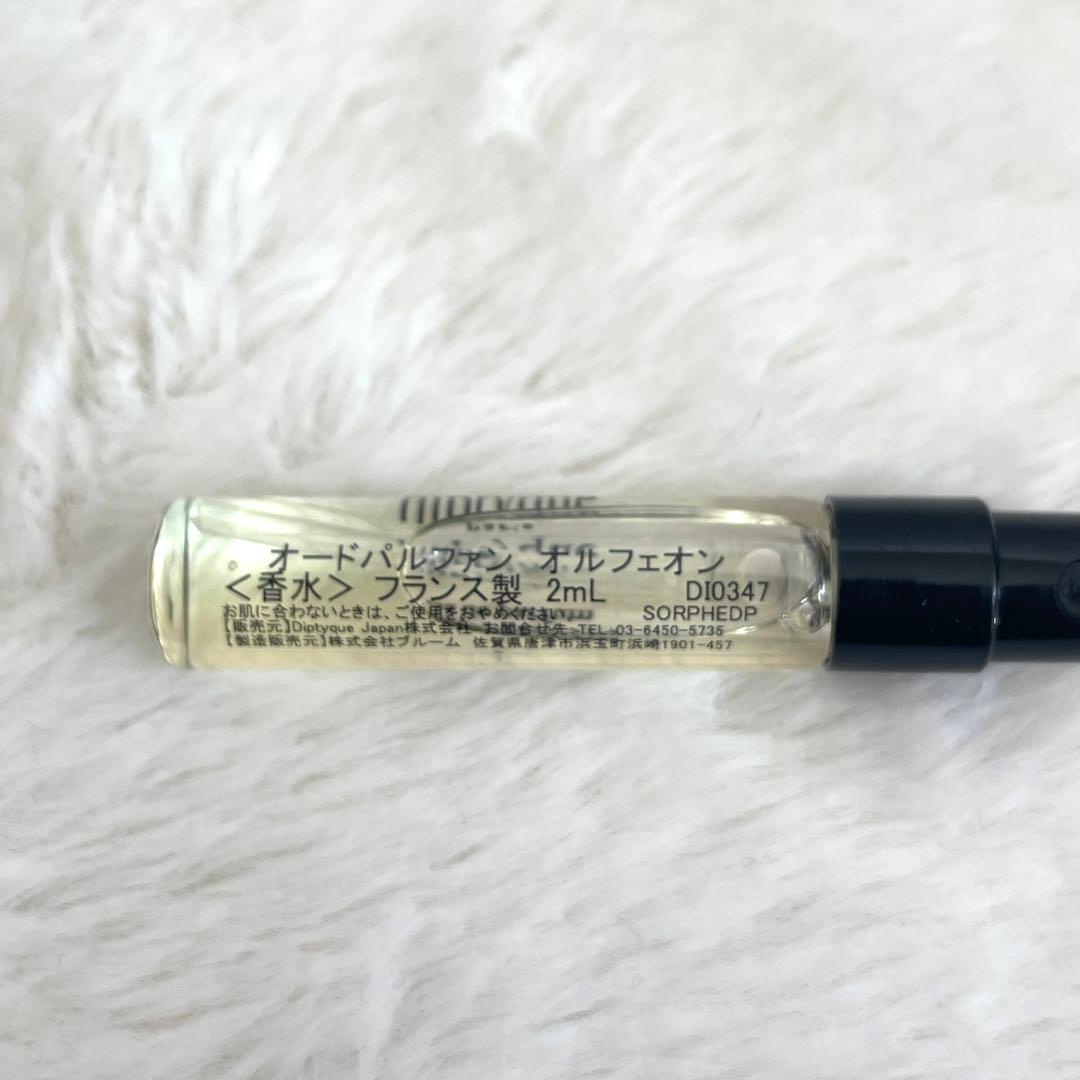 diptyque
オードパルファン オルフェオン
＜香水＞ フランス製 2mL DI0347
お肌に合わないときは、ご使用をおやめください。 SORPHEDP
【販売元】Diptyque Japan株式会社 お問合せ先 TEL 03-6450-5735
【製造販売元】株式会社ブルーム 佐賀県唐津市浜玉町浜崎1901-457